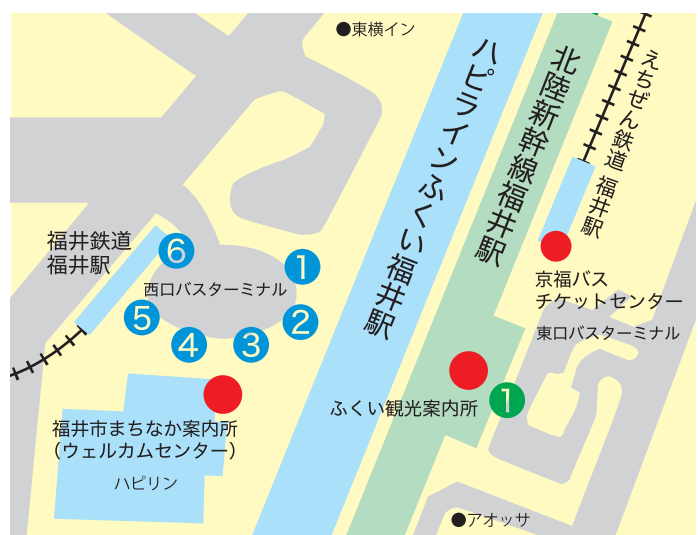 ●東横イン
ハピラインふくい福井駅
北陸新幹線福井駅
えちぜん鉄道 福井駅
福井鉄道
福井駅
6
1
西口バスターミナル
5
2
4
3
京福バス
チケットセンター
東口バスターミナル
ふくい観光案内所
1
福井市まちなか案内所
（ウェルカムセンター）
ハピリン
●アオッサ